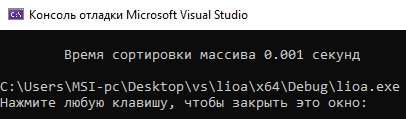 Консоль отладки Microsoft Visual Studio
Время сортировки массива 0.001 секунд
C:\Users\MSI-pc\Desktop\vs\lioa\x64\Debug\lioa.exe
Нажмите любую клавишу, чтобы закрыть это окно: